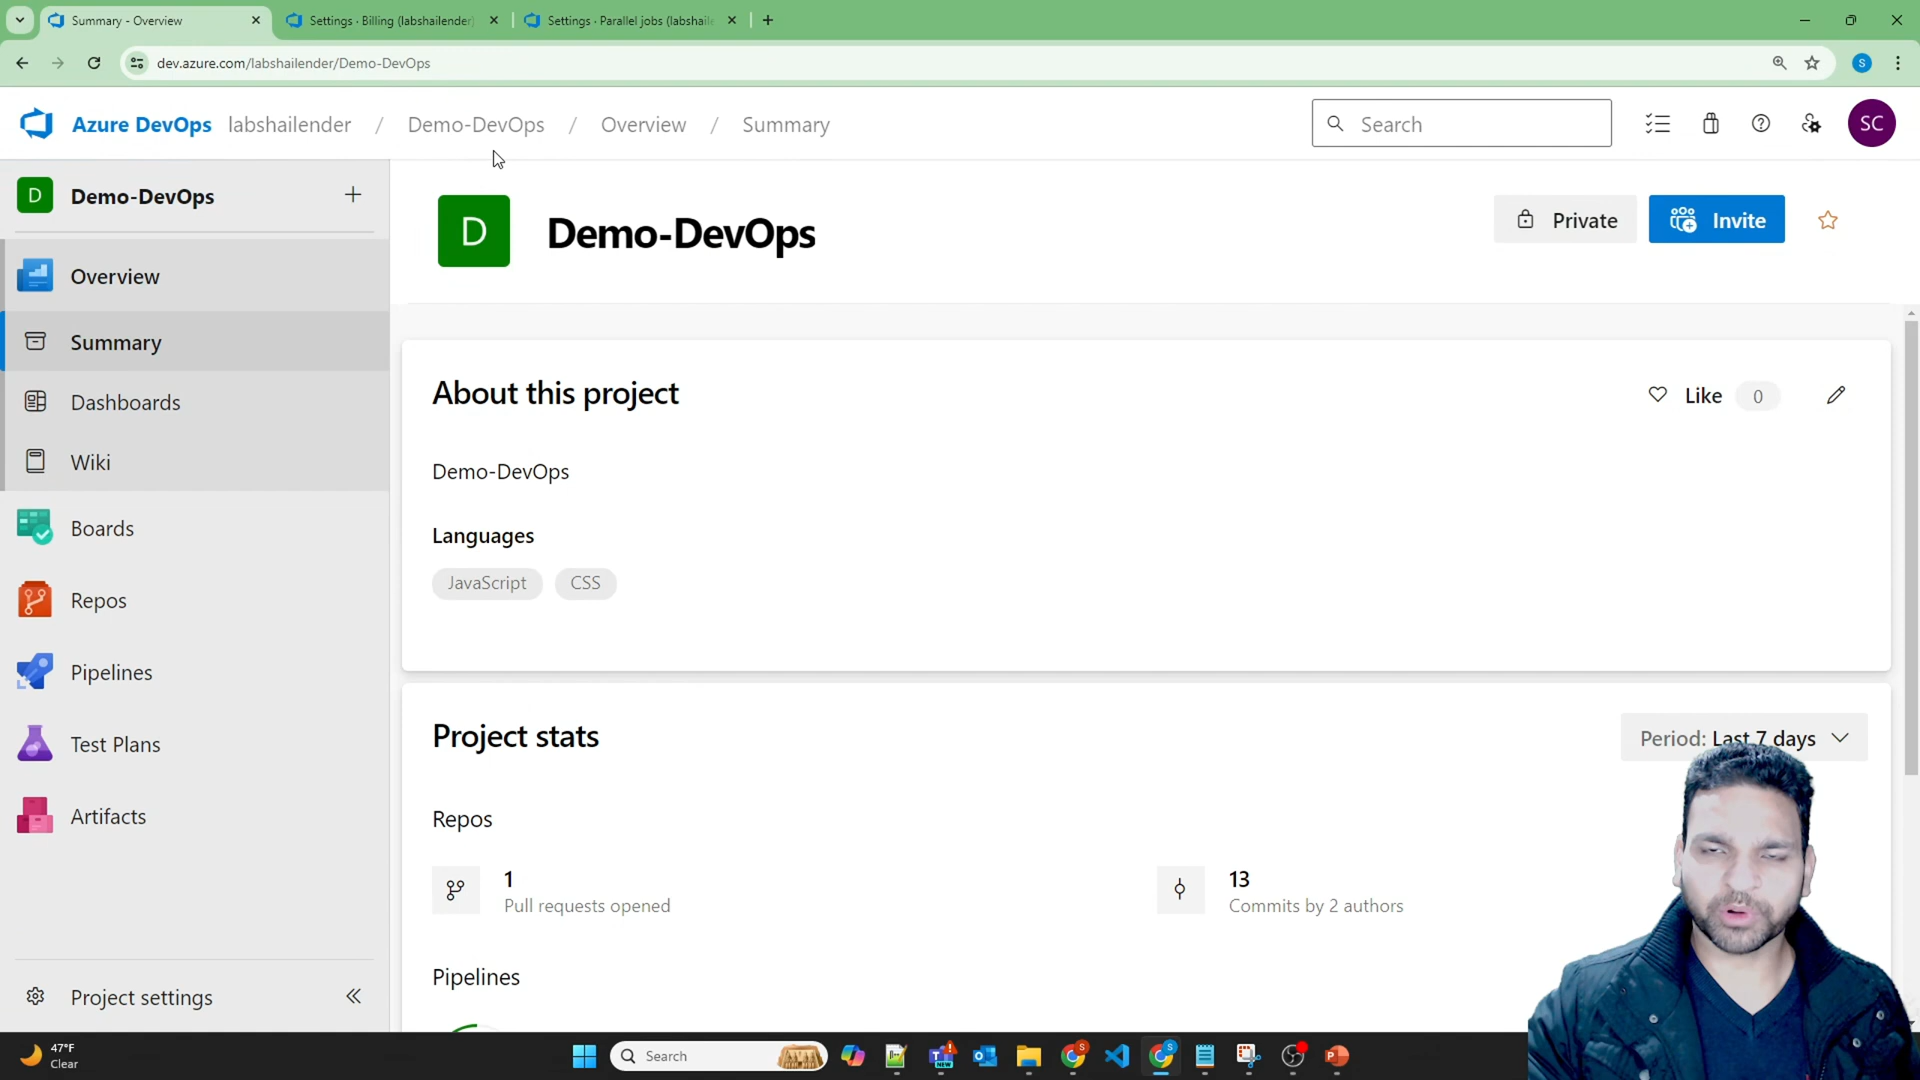 Summary - Overview
Settings - Billing (labshailender)
Settings - Parallel jobs (labshaile
dev.azure.com/labshailender/Demo-DevOps
S
Azure DevOps labshailender / Demo-DevOps / Overview / Summary
Search
SC
D Demo-DevOps
D Demo-DevOps
Private
Invite
Overview
Summary
Dashboards
Wiki
Boards
Repos
Pipelines
Test Plans
Artifacts
Project settings
About this project
Like 0
Demo-DevOps
Languages
JavaScript CSS
Project stats
Period: Last 7 days
Repos
1
Pull requests opened
13
Commits by 2 authors
Pipelines
47°F
Clear
Search
NEW
S
S